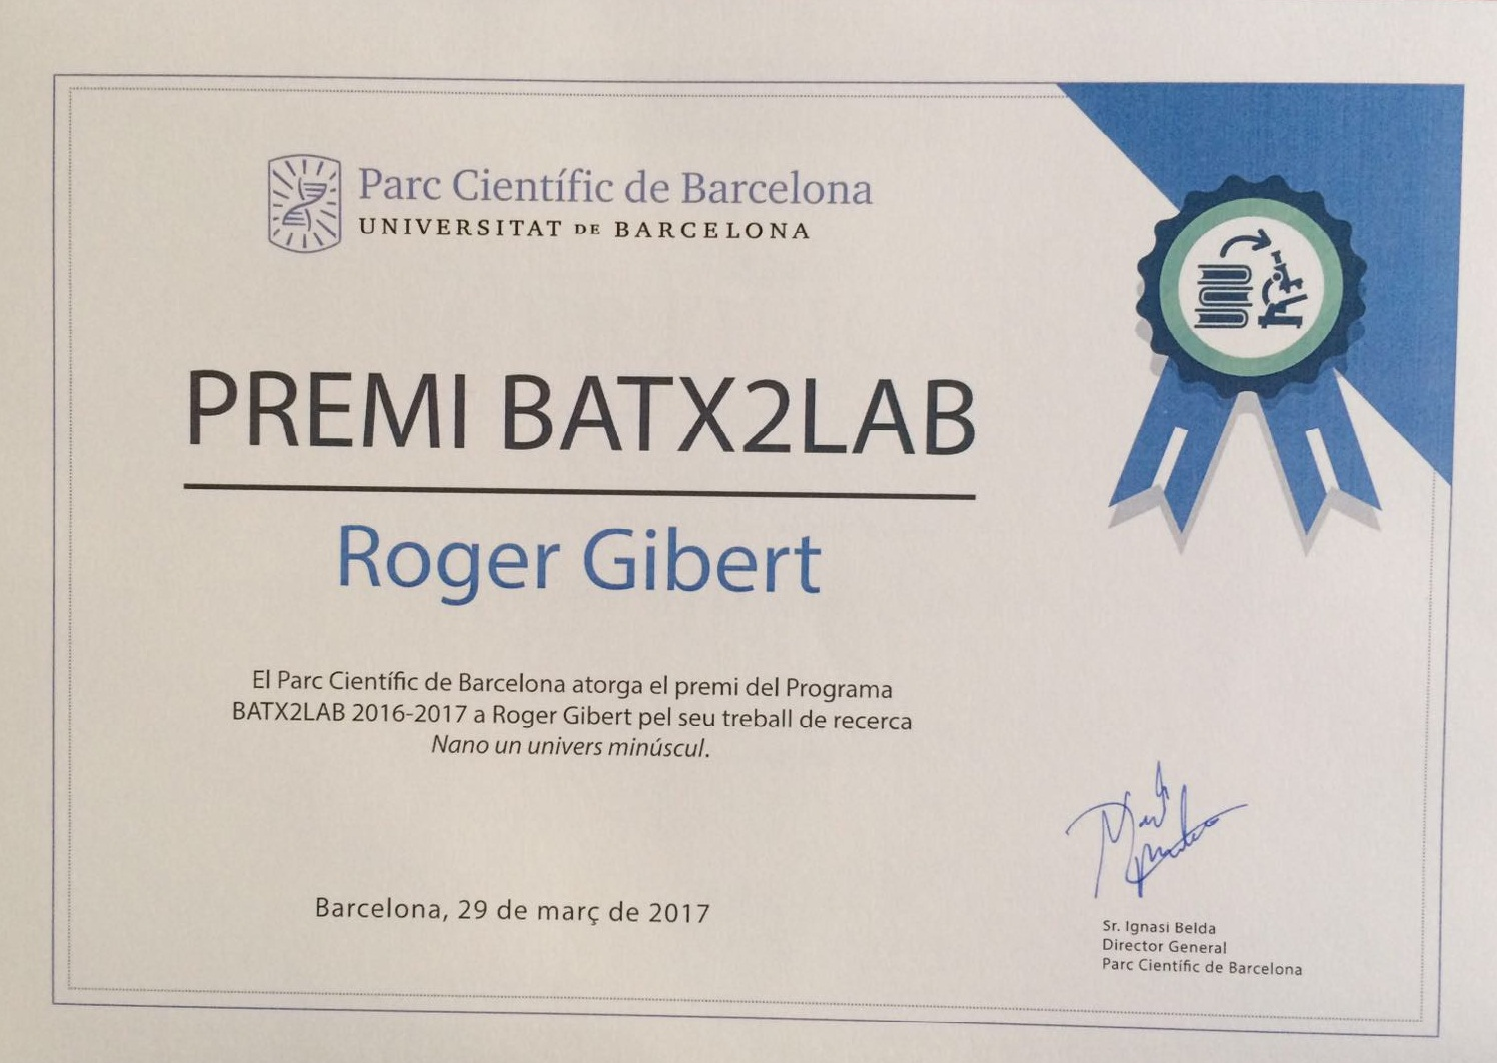 Parc Científic de Barcelona
UNIVERSITAT DE BARCELONA
PREMI BATX2LAB
Roger Gibert
El Parc Científic de Barcelona atorga el premi del Programa
BATX2LAB 2016-2017 a Roger Gibert pel seu treball de recerca
Nano un univers minúscul.
Barcelona, 29 de març de 2017
Sr. Ignasi Belda
Director General
Parc Científic de Barcelona